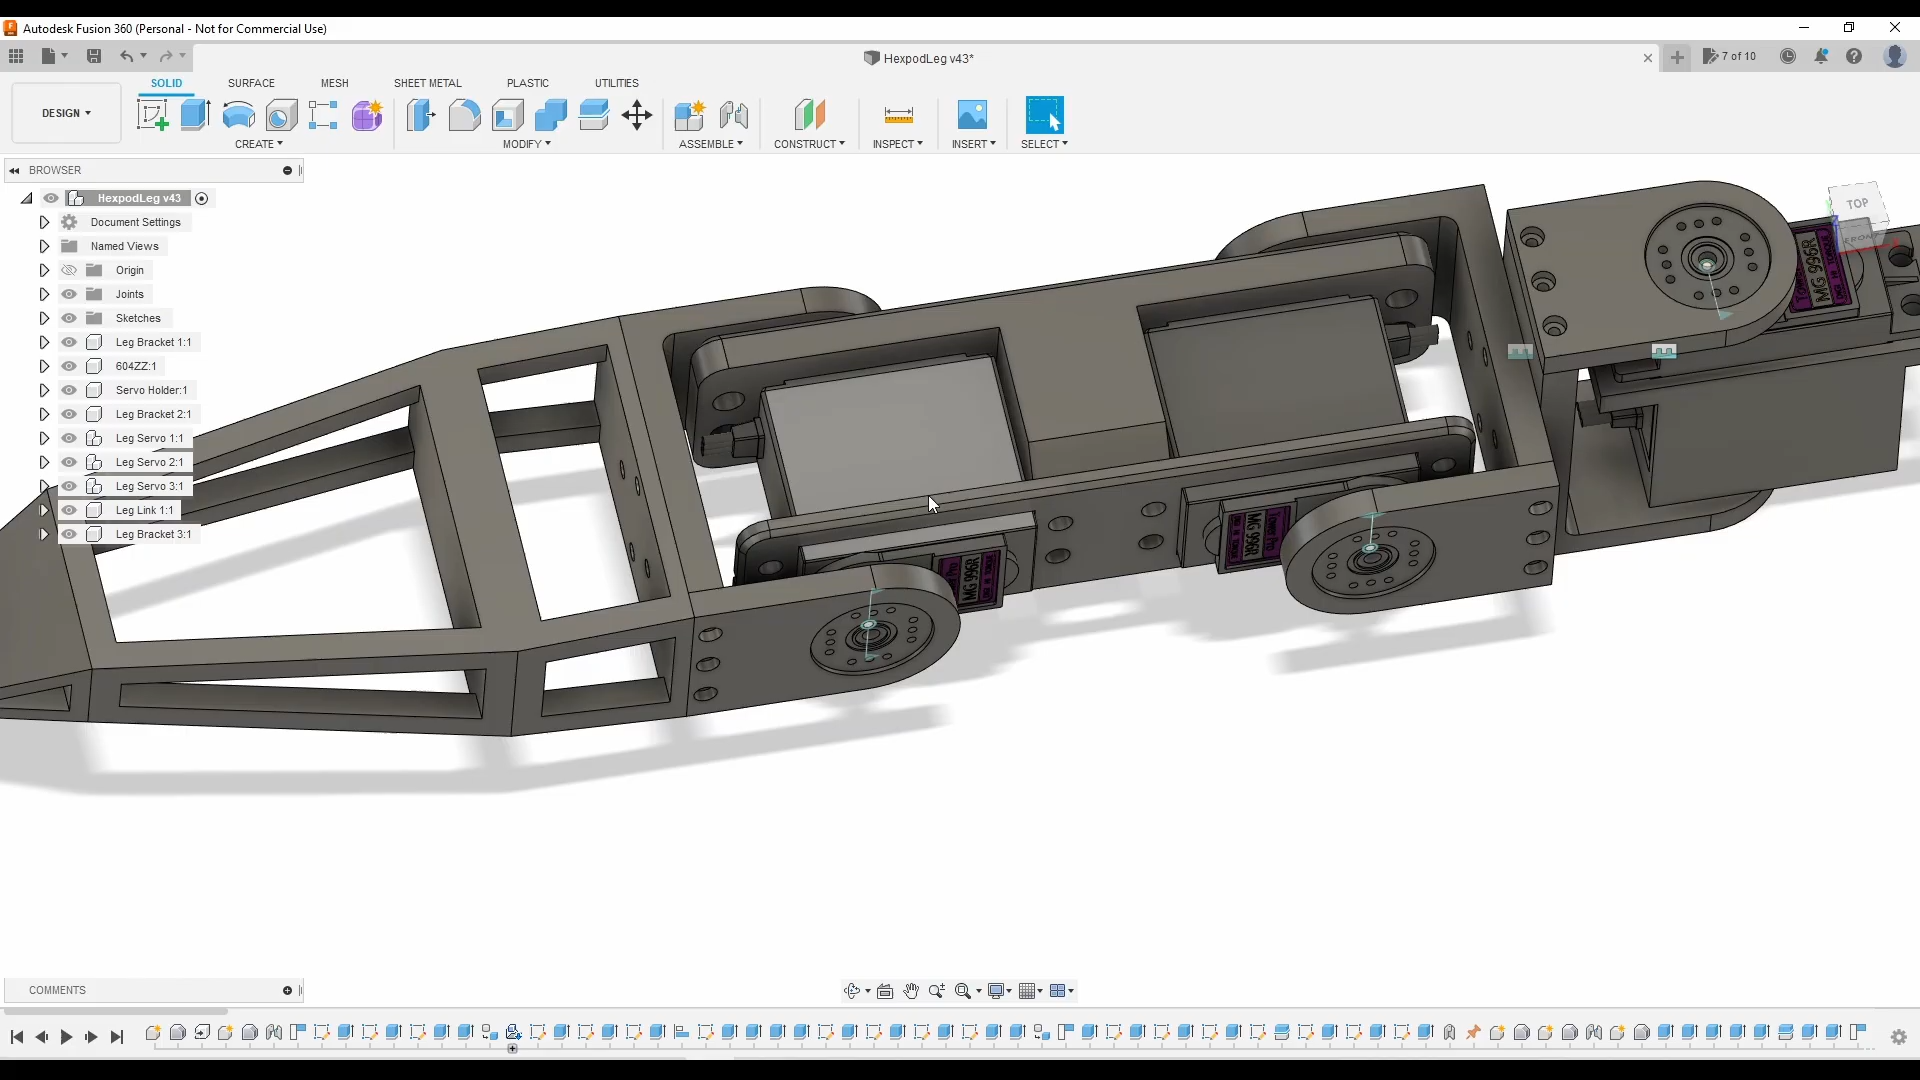 Autodesk Fusion 360 (Personal - Not for Commercial Use)
HexpodLeg v43*
7 of 10
DESIGN
SOLID
SURFACE
MESH
SHEET METAL
PLASTIC
UTILITIES
CREATE
MODIFY
ASSEMBLE
CONSTRUCT
INSPECT
INSERT
SELECT
BROWSER
HexpodLeg v43
Document Settings
Named Views
Origin
Joints
Sketches
Leg Bracket 1:1
604ZZ:1
Servo Holder:1
Leg Bracket 2:1
Leg Servo 1:1
Leg Servo 2:1
Leg Servo 3:1
Leg Link 1:1
Leg Bracket 3:1
TOP
FRONT
MG 996R
MG 996R
MG 996R
COMMENTS